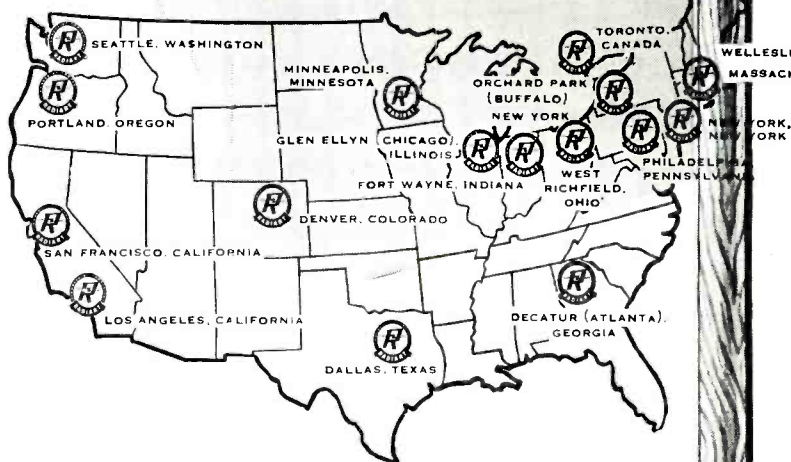 SEATTLE, WASHINGTON
PORTLAND, OREGON
SAN FRANCISCO, CALIFORNIA
LOS ANGELES, CALIFORNIA
DENVER, COLORADO
DALLAS, TEXAS
MINNEAPOLIS,
MINNESOTA
GLEN ELLYN (CHICAGO),
ILLINOIS
FORT WAYNE, INDIANA
ORCHARD PARK
(BUFFALO)
NEW YORK
TORONTO,
CANADA
WEST
RICHFIELD,
OHIO
WELLESL
MASSACH
NEW YORK,
NEW YORK
PHILADELPHIA
PENNSYLVANIA
DECATUR (ATLANTA),
GEORGIA